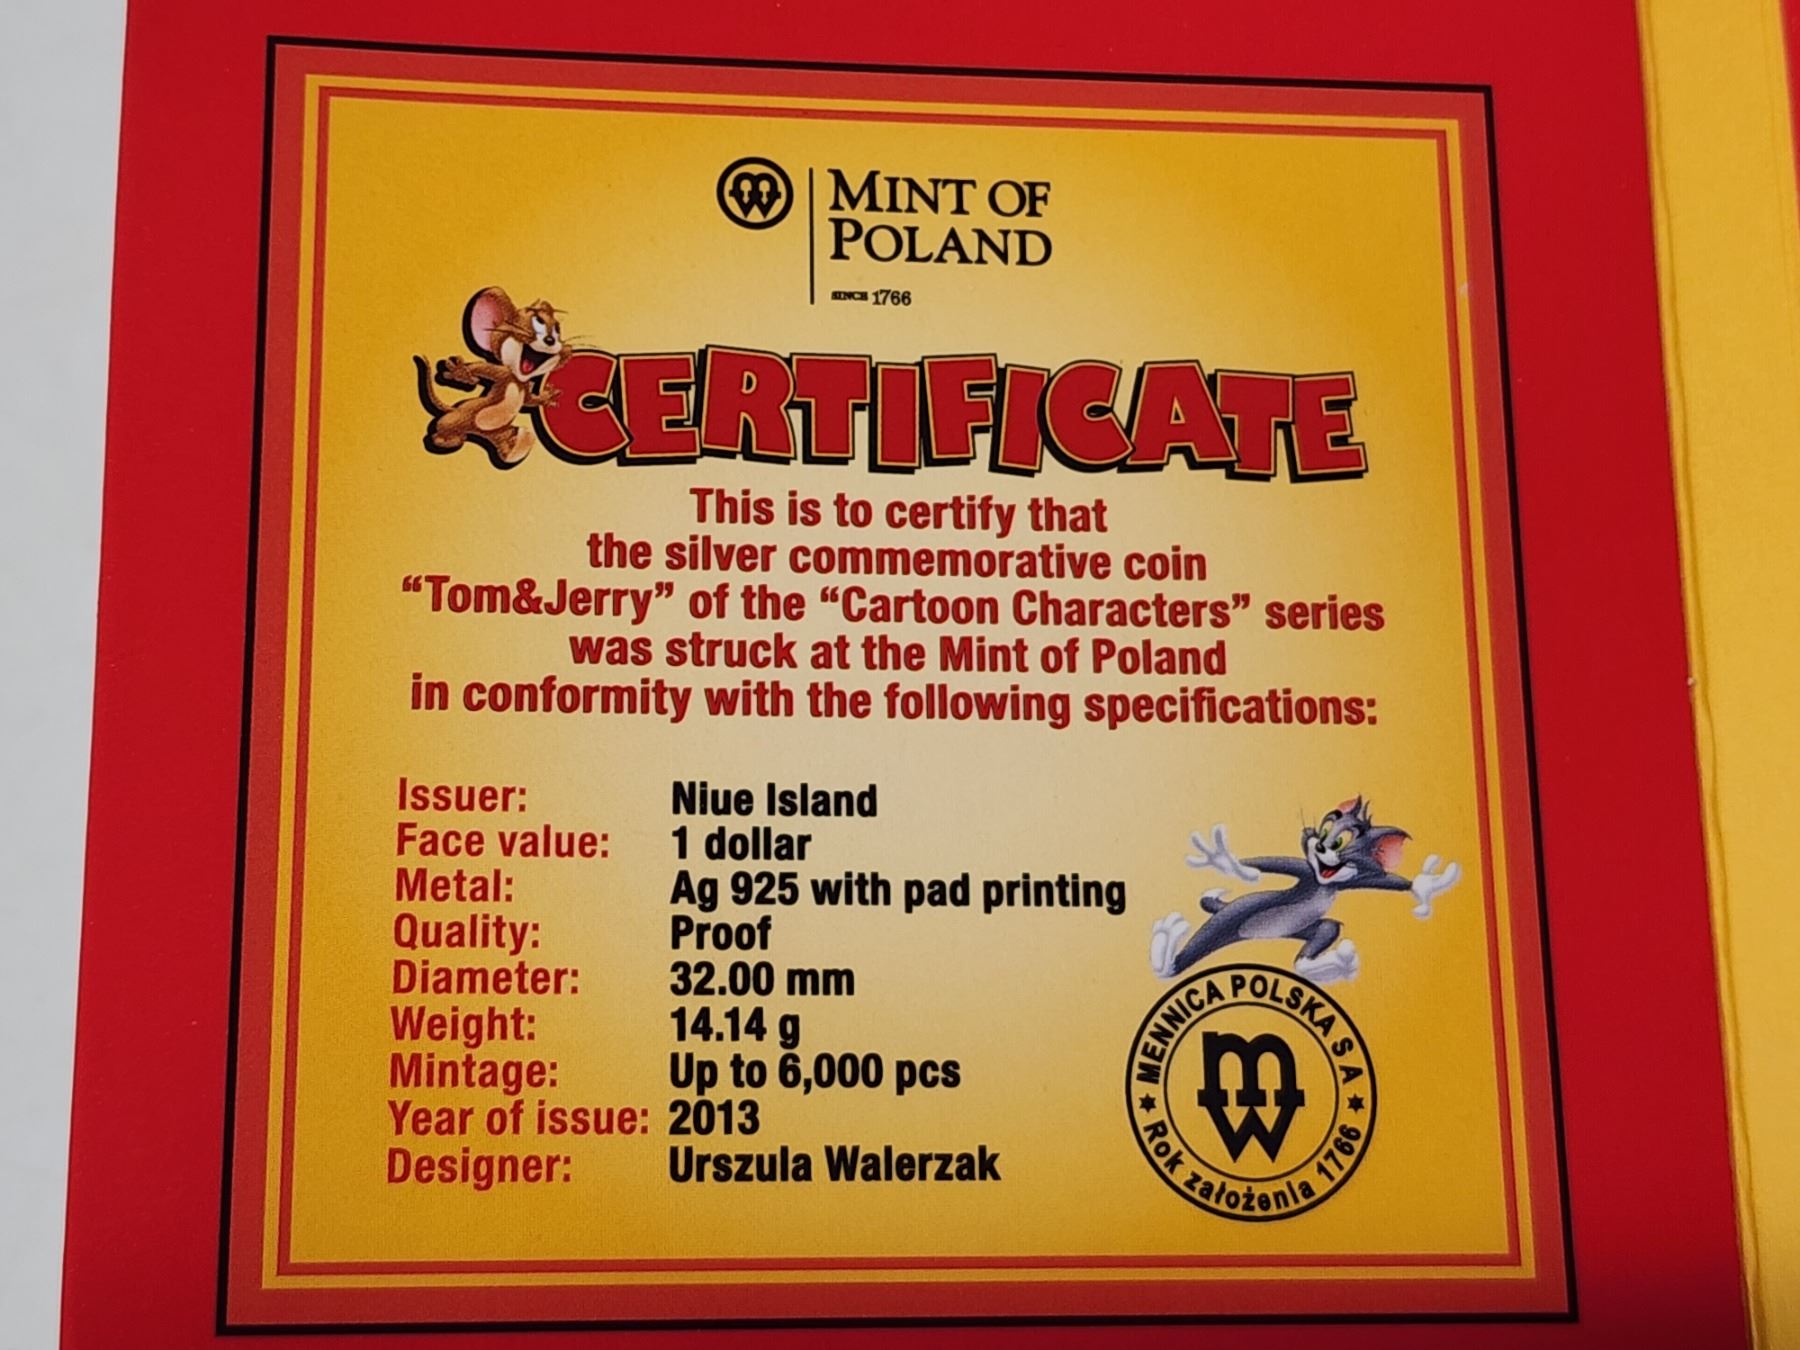 MINT OF
POLAND
SINCE 1766
CERTIFICATE
This is to certify that
the silver commemorative coin
“Tom&Jerry” of the “Cartoon Characters” series
was struck at the Mint of Poland
in conformity with the following specifications:
Issuer: Niue Island
Face value: 1 dollar
Metal: Ag 925 with pad printing
Quality: Proof
Diameter: 32.00 mm
Weight: 14.14 g
Mintage: Up to 6,000 pcs
Year of issue: 2013
Designer: Urszula Walerzak
MENNICA POLSKA S A
Rok założenia 1766